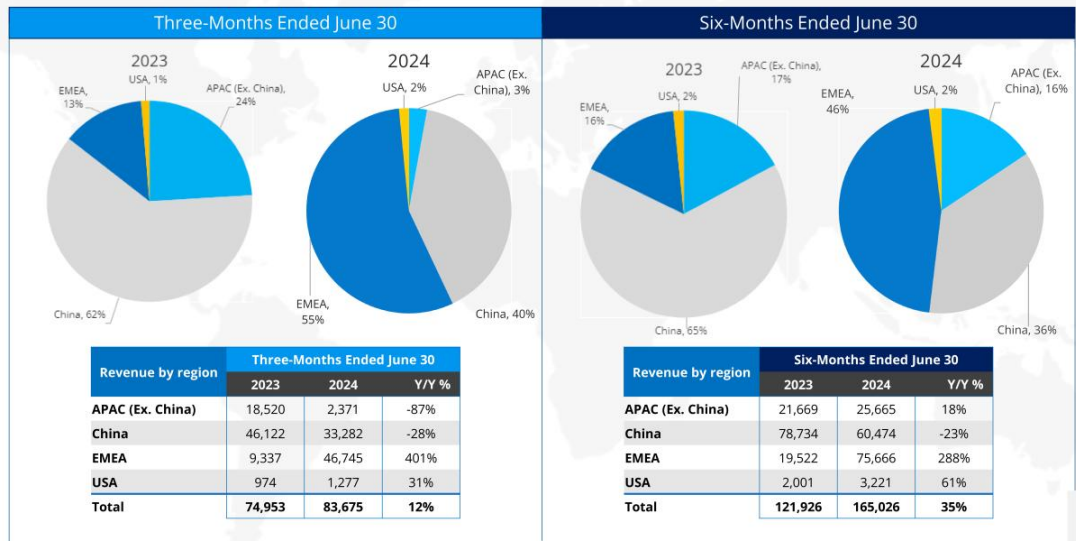 Three-Months Ended June 30
2023
USA, 1%
EMEA,
13%
APAC (Ex. China),
24%
China, 62%
2024
USA, 2%
APAC (Ex.
China), 3%
EMEA,
55%
China, 40%
Revenue by region Three-Months Ended June 30
2023 2024 Y/Y %
APAC (Ex. China) 18,520 2,371 -87%
China 46,122 33,282 -28%
EMEA 9,337 46,745 401%
USA 974 1,277 31%
Total 74,953 83,675 12%
Six-Months Ended June 30
2023
USA, 2%
EMEA,
16%
APAC (Ex. China),
17%
China, 65%
2024
USA, 2%
EMEA,
46%
APAC (Ex.
China), 16%
China, 36%
Revenue by region Six-Months Ended June 30
2023 2024 Y/Y %
APAC (Ex. China) 21,669 25,665 18%
China 78,734 60,474 -23%
EMEA 19,522 75,666 288%
USA 2,001 3,221 61%
Total 121,926 165,026 35%